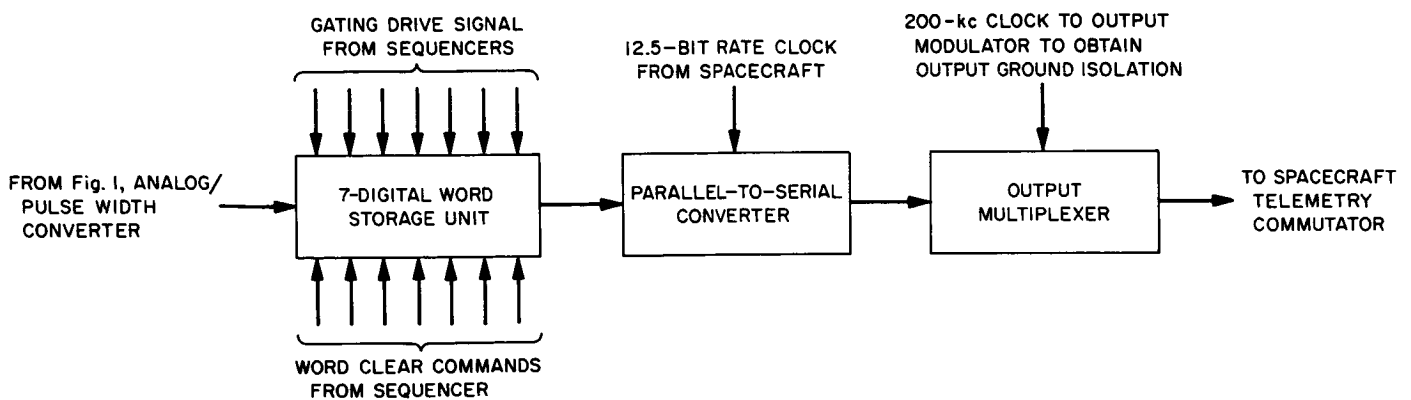 GATING DRIVE SIGNAL
FROM SEQUENCERS
12.5-BIT RATE CLOCK
FROM SPACECRAFT
200-kc CLOCK TO OUTPUT
MODULATOR TO OBTAIN
OUTPUT GROUND ISOLATION
FROM Fig. 1, ANALOG/
PULSE WIDTH
CONVERTER
7-DIGITAL WORD
STORAGE UNIT
PARALLEL-TO-SERIAL
CONVERTER
OUTPUT
MULTIPLEXER
TO SPACECRAFT
TELEMETRY
COMMUTATOR
WORD CLEAR COMMANDS
FROM SEQUENCER